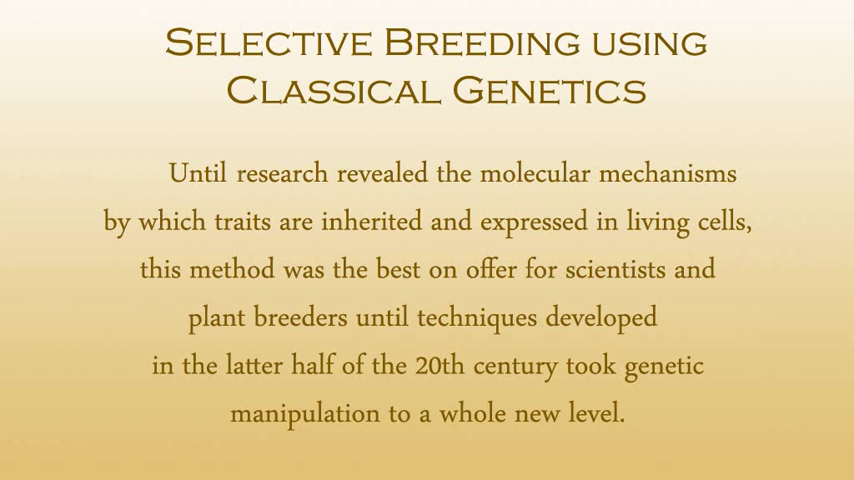 Selective Breeding using
Classical Genetics
Until research revealed the molecular mechanisms
by which traits are inherited and expressed in living cells,
this method was the best on offer for scientists and
plant breeders until techniques developed
in the latter half of the 20th century took genetic
manipulation to a whole new level.